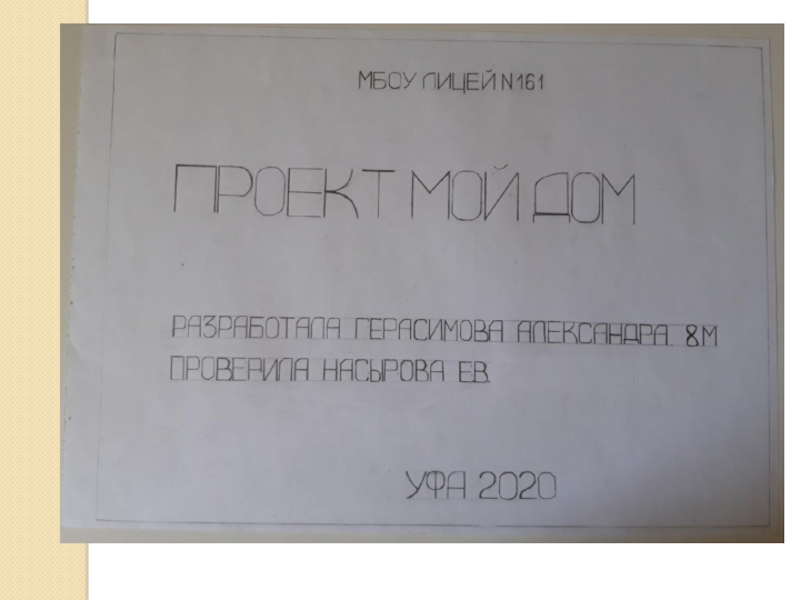 МБОУ ЛИЦЕЙ N161
ПРОЕКТ МОЙ ДОМ
РАЗРАБОТАЛА ГЕРАСИМОВА АЛЕКСАНДРА 8М
ПРОВЕРИЛА НАСЫРОВА Е.В.
УФА 2020